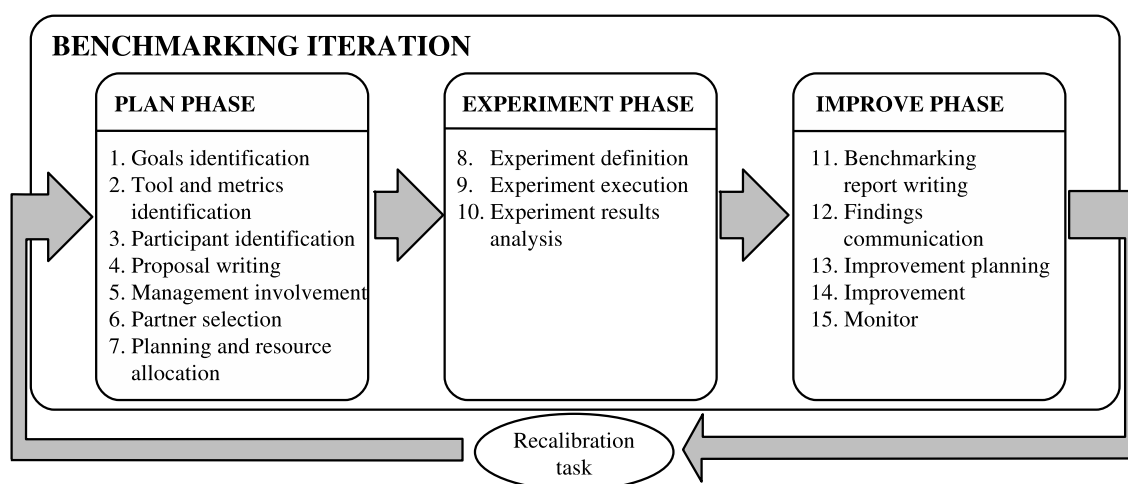 BENCHMARKING ITERATION
PLAN PHASE
1. Goals identification
2. Tool and metrics
identification
3. Participant identification
4. Proposal writing
5. Management involvement
6. Partner selection
7. Planning and resource
allocation
EXPERIMENT PHASE
8. Experiment definition
9. Experiment execution
10. Experiment results
analysis
IMPROVE PHASE
11. Benchmarking
report writing
12. Findings
communication
13. Improvement planning
14. Improvement
15. Monitor
Recalibration
task